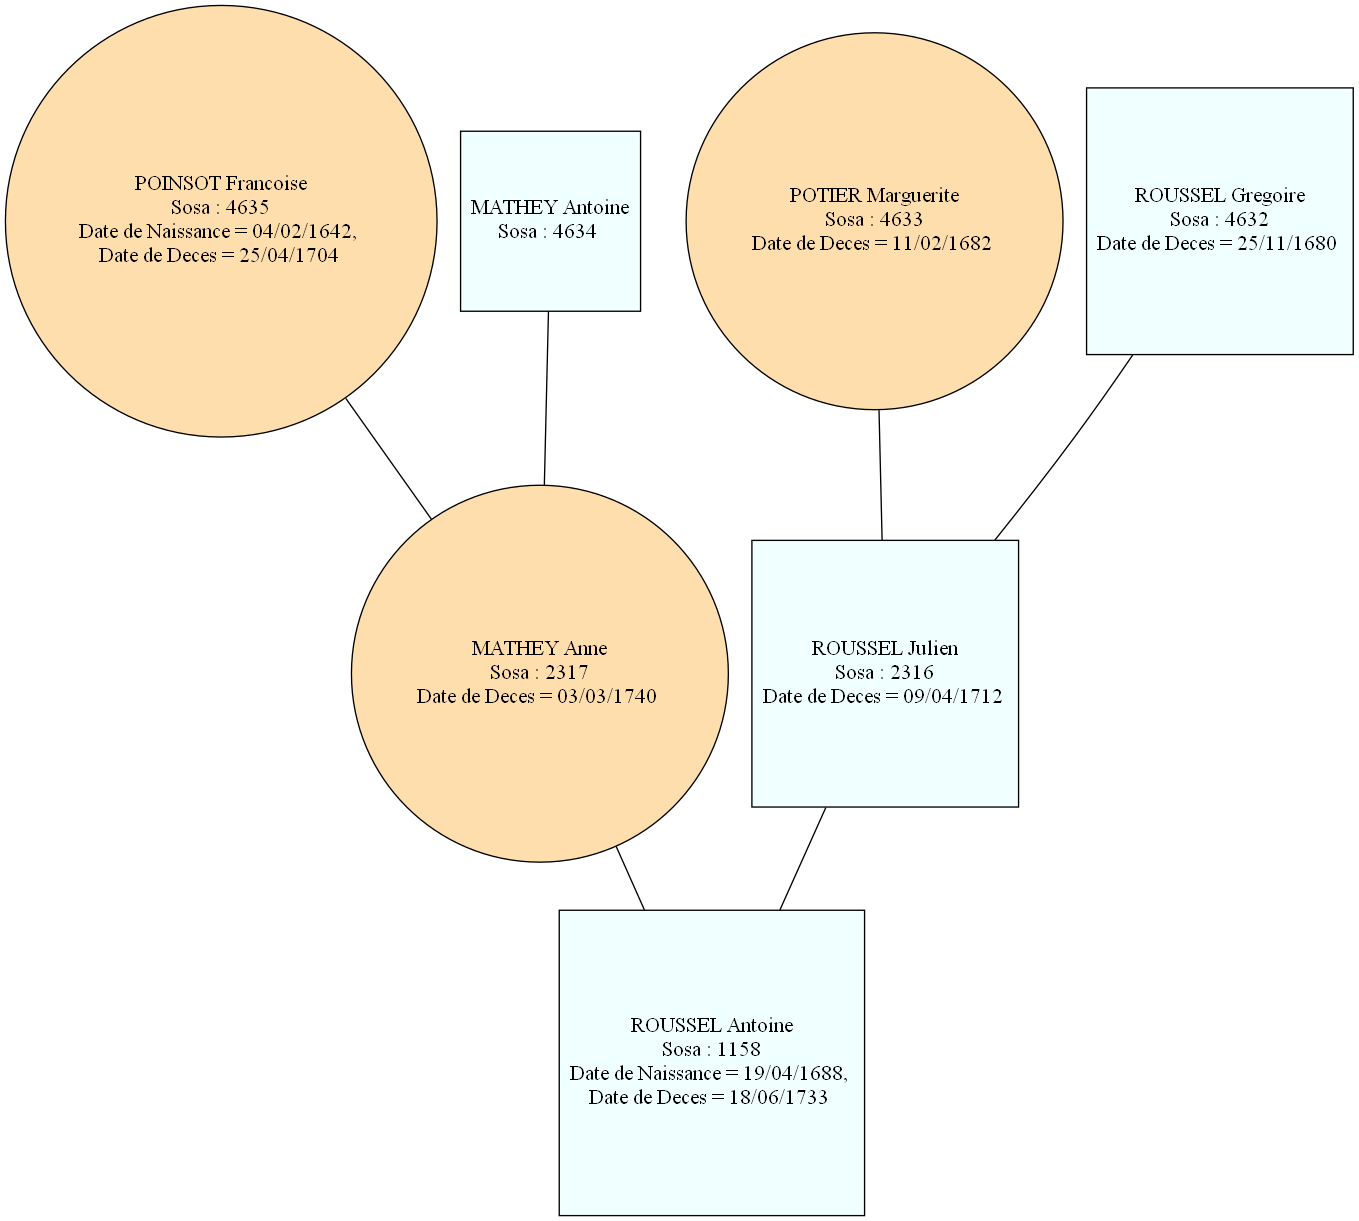 POINSOT Francoise
Sosa : 4635
Date de Naissance = 04/02/1642,
Date de Deces = 25/04/1704
MATHEY Antoine
Sosa : 4634
POTIER Marguerite
Sosa : 4633
Date de Deces = 11/02/1682
ROUSSEL Gregoire
Sosa : 4632
Date de Deces = 25/11/1680
MATHEY Anne
Sosa : 2317
Date de Deces = 03/03/1740
ROUSSEL Julien
Sosa : 2316
Date de Deces = 09/04/1712
ROUSSEL Antoine
Sosa : 1158
Date de Naissance = 19/04/1688,
Date de Deces = 18/06/1733